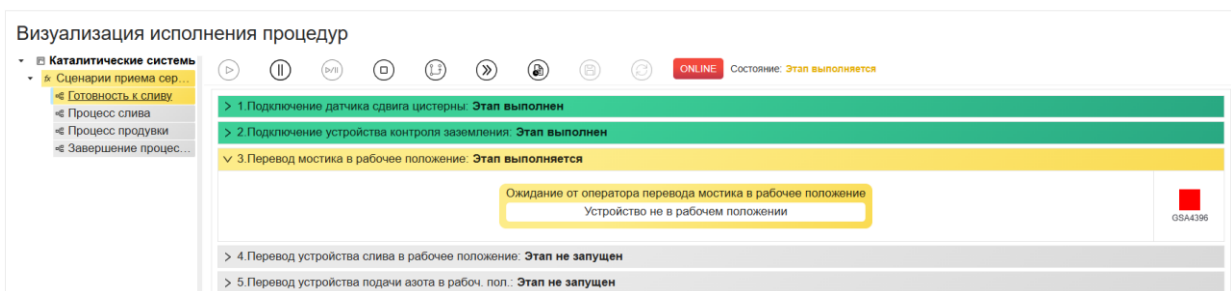 Визуализация исполнения процедур
Каталитические системы
fx Сценарии приема сер...
Готовность к сливу
Процесс слива
Процесс продувки
Завершение процес...
ONLINE Состояние: Этап выполняется
1.Подключение датчика сдвига цистерны: Этап выполнен
2.Подключение устройства контроля заземления: Этап выполнен
3.Перевод мостика в рабочее положение: Этап выполняется
Ожидание от оператора перевода мостика в рабочее положение
Устройство не в рабочем положении
GSA4396
4.Перевод устройства слива в рабочее положение: Этап не запущен
5.Перевод устройства подачи азота в рабоч. пол.: Этап не запущен